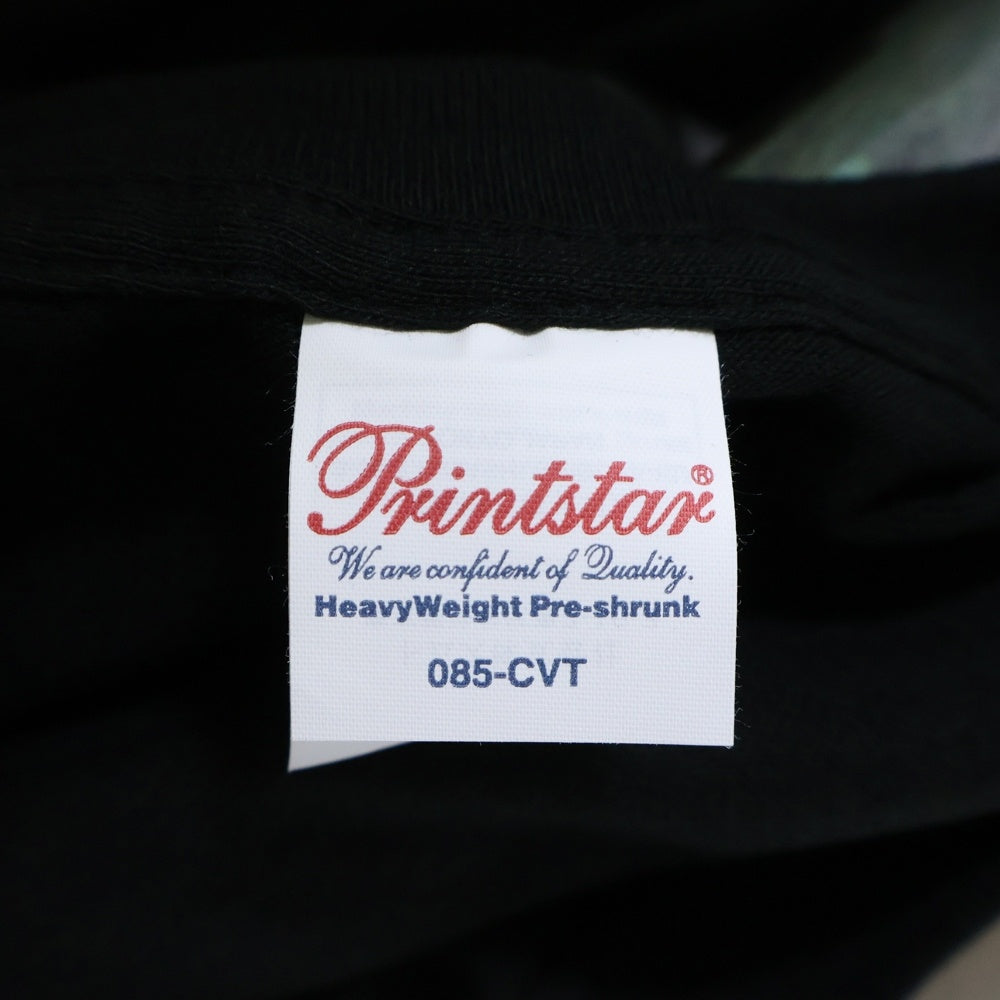 Printstar®
We are confident of Quality.
HeavyWeight Pre-shrunk
085-CVT